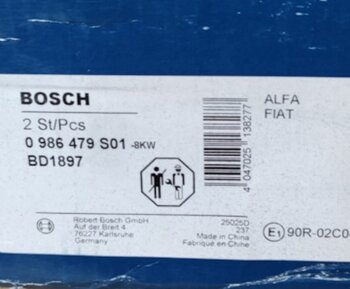 BOSCH
2 St/Pcs
0 986 479 S01 -8KW
BD1897
ALFA
FIAT
4 047025 138277
Robert Bosch GmbH
Auf der Breit 4
76227 Karlsruhe
Germany
25025D
237
Made in China
Fabriqué en Chine
E1 90R-02C0